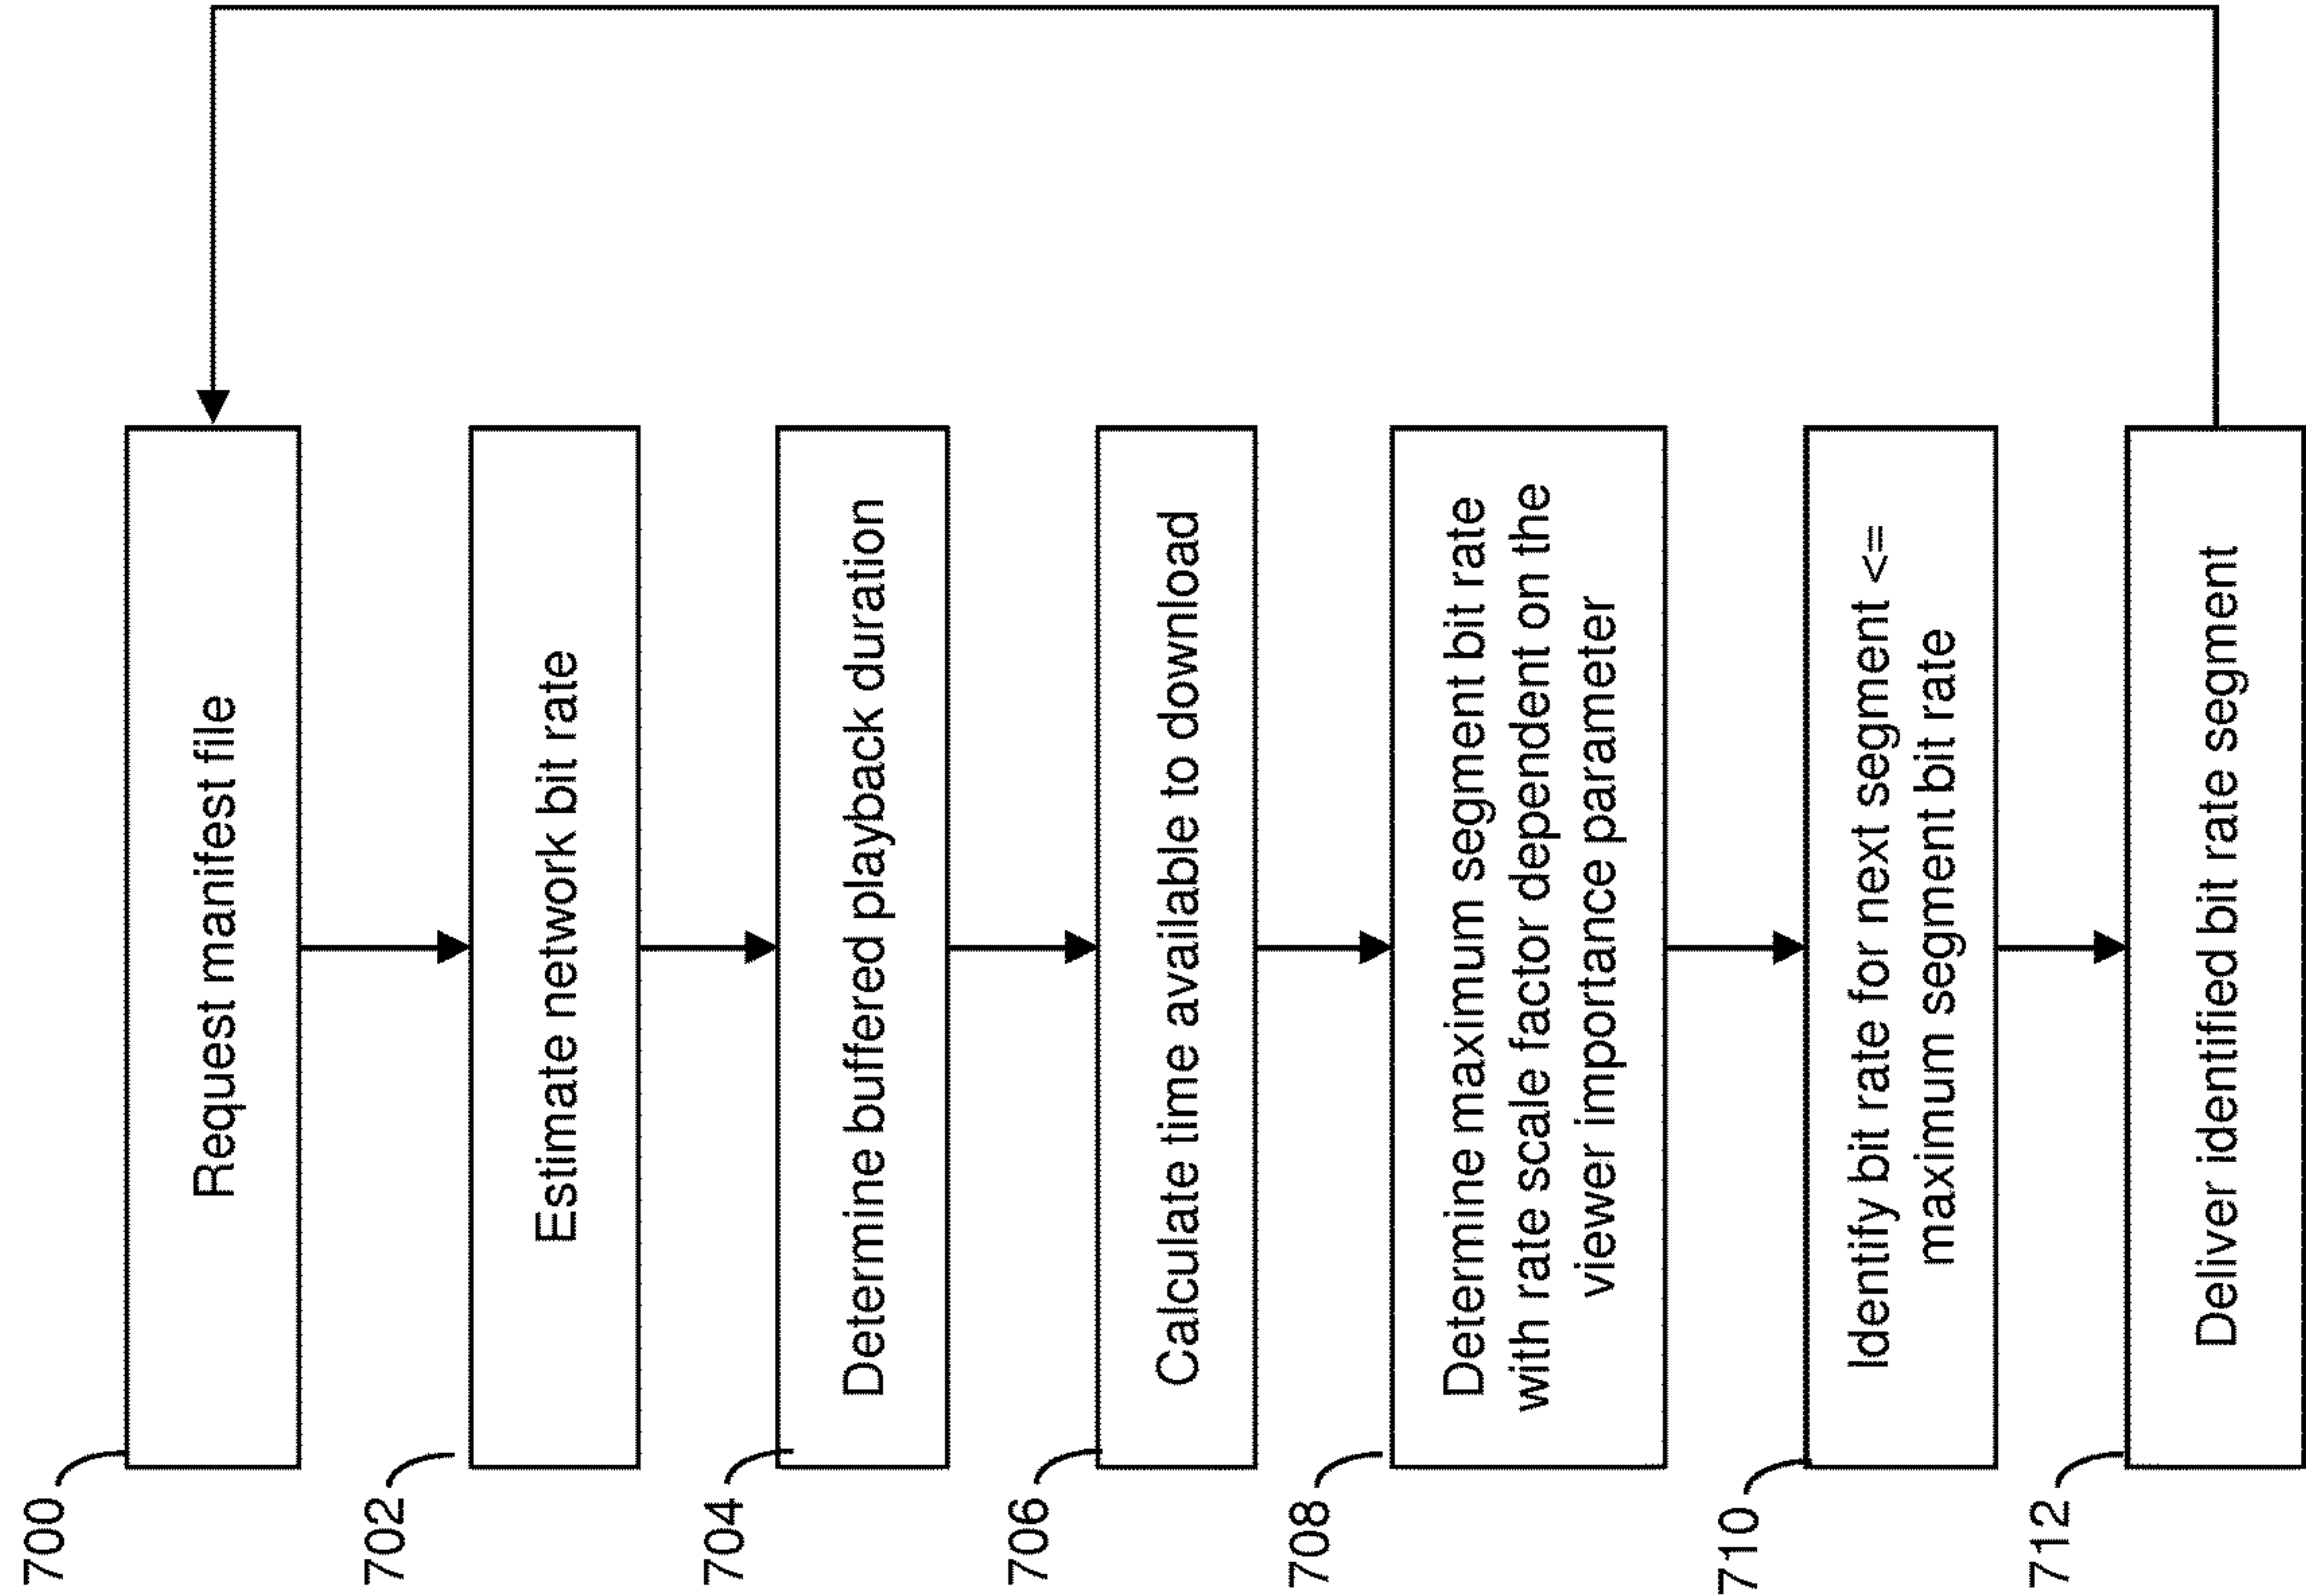 700
Request manifest file
702
Estimate network bit rate
704
Determine buffered playback duration
706
Calculate time available to download
708
Determine maximum segment bit rate
with rate scale factor dependent on the
viewer importance parameter
710
Identify bit rate for next segment <=
maximum segment bit rate
712
Deliver identified bit rate segment